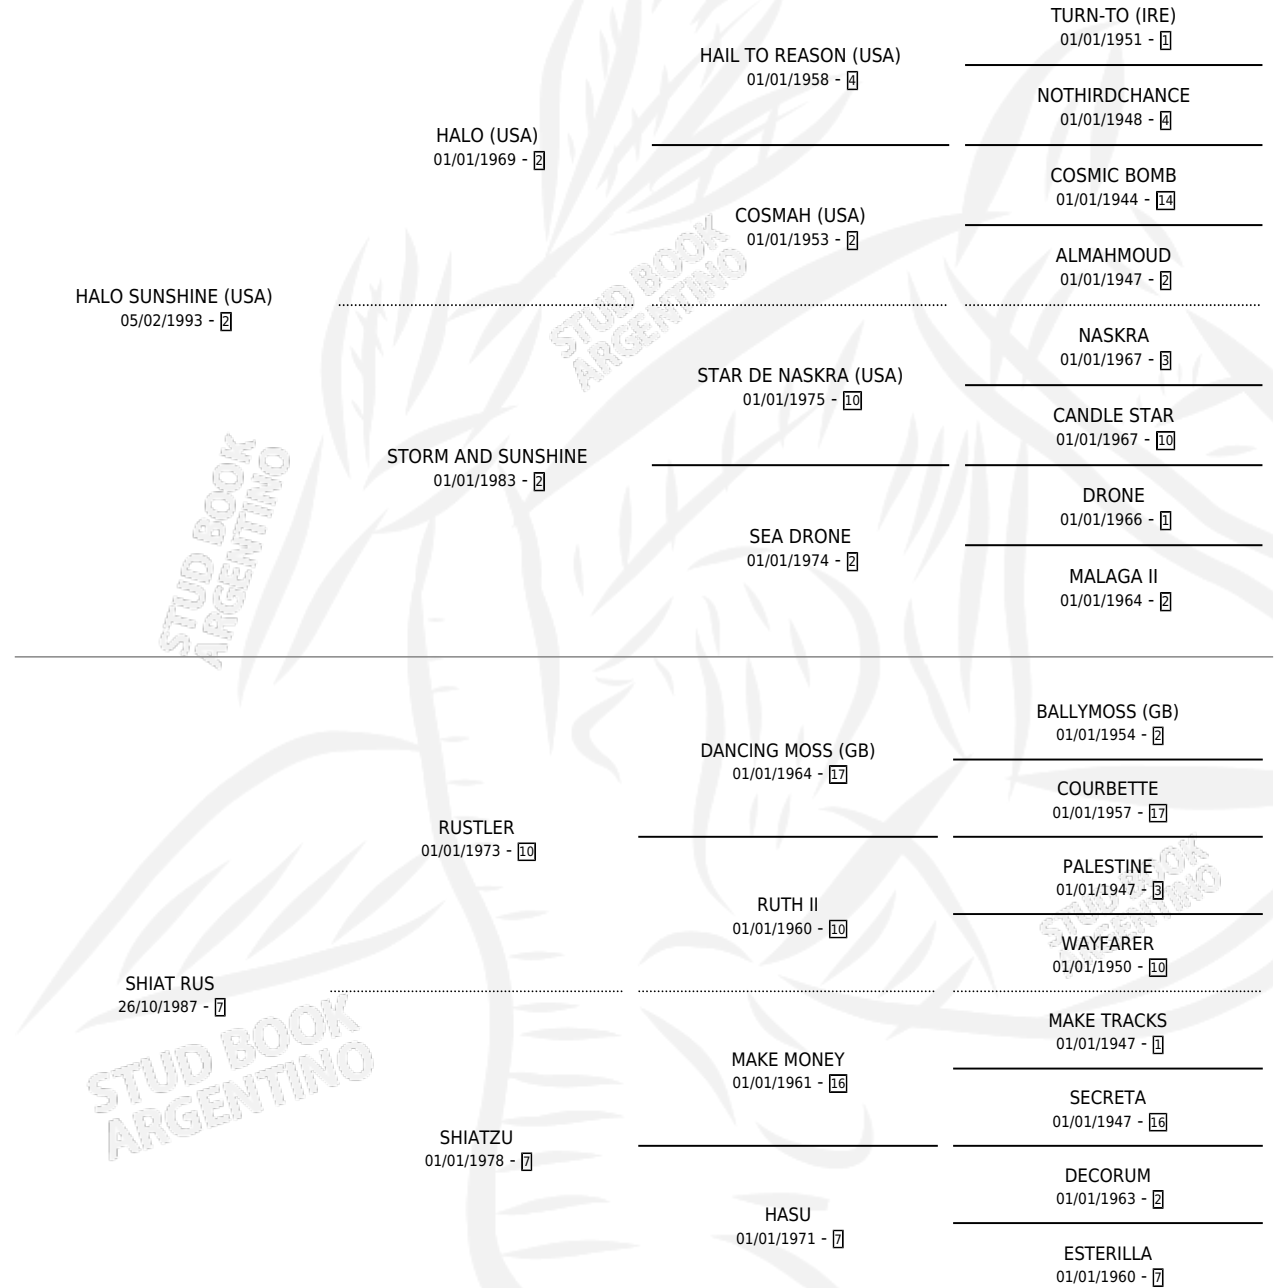 TURN-TO (IRE)
01/01/1951 - 1
HAIL TO REASON (USA)
01/01/1958 - 4
NOTHIRDCHANCE
01/01/1948 - 4
HALO (USA)
01/01/1969 - 2
COSMIC BOMB
01/01/1944 - 14
COSMAH (USA)
01/01/1953 - 2
ALMAHMOUD
01/01/1947 - 2
HALO SUNSHINE (USA)
05/02/1993 - 2
NASKRA
01/01/1967 - 3
STAR DE NASKRA (USA)
01/01/1975 - 10
CANDLE STAR
01/01/1967 - 10
STORM AND SUNSHINE
01/01/1983 - 2
DRONE
01/01/1966 - 1
SEA DRONE
01/01/1974 - 2
MALAGA II
01/01/1964 - 2
BALLYMOSS (GB)
01/01/1954 - 2
DANCING MOSS (GB)
01/01/1964 - 17
COURBETTE
01/01/1957 - 17
RUSTLER
01/01/1973 - 10
PALESTINE
01/01/1947 - 3
RUTH II
01/01/1960 - 10
WAYFARER
01/01/1950 - 10
SHIAT RUS
26/10/1987 - 7
MAKE TRACKS
01/01/1947 - 1
MAKE MONEY
01/01/1961 - 16
SECRETA
01/01/1947 - 16
SHIATZU
01/01/1978 - 7
DECORUM
01/01/1963 - 2
HASU
01/01/1971 - 7
ESTERILLA
01/01/1960 - 7
STUD BOOK
ARGENTINO
STUD BOOK
ARGENTINO
STUD BOOK
ARGENTINO
STUD BOOK
ARGENTINO